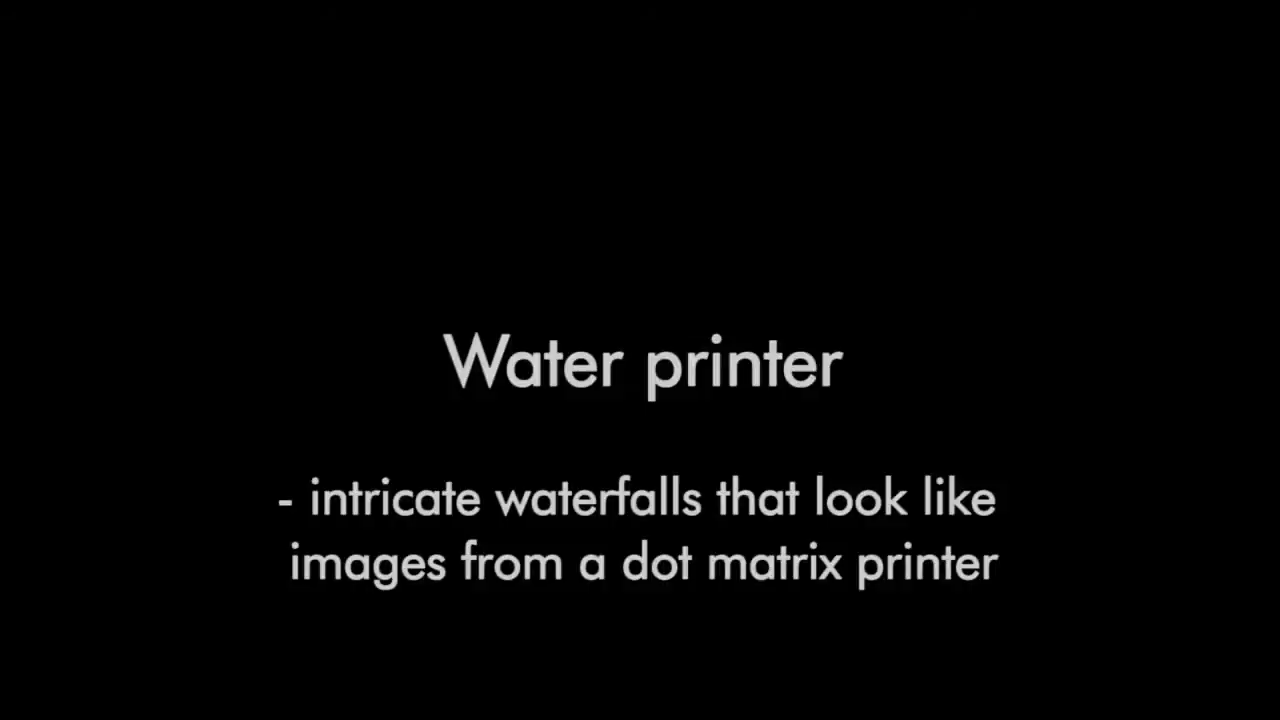 Water printer
- intricate waterfalls that look like
images from a dot matrix printer